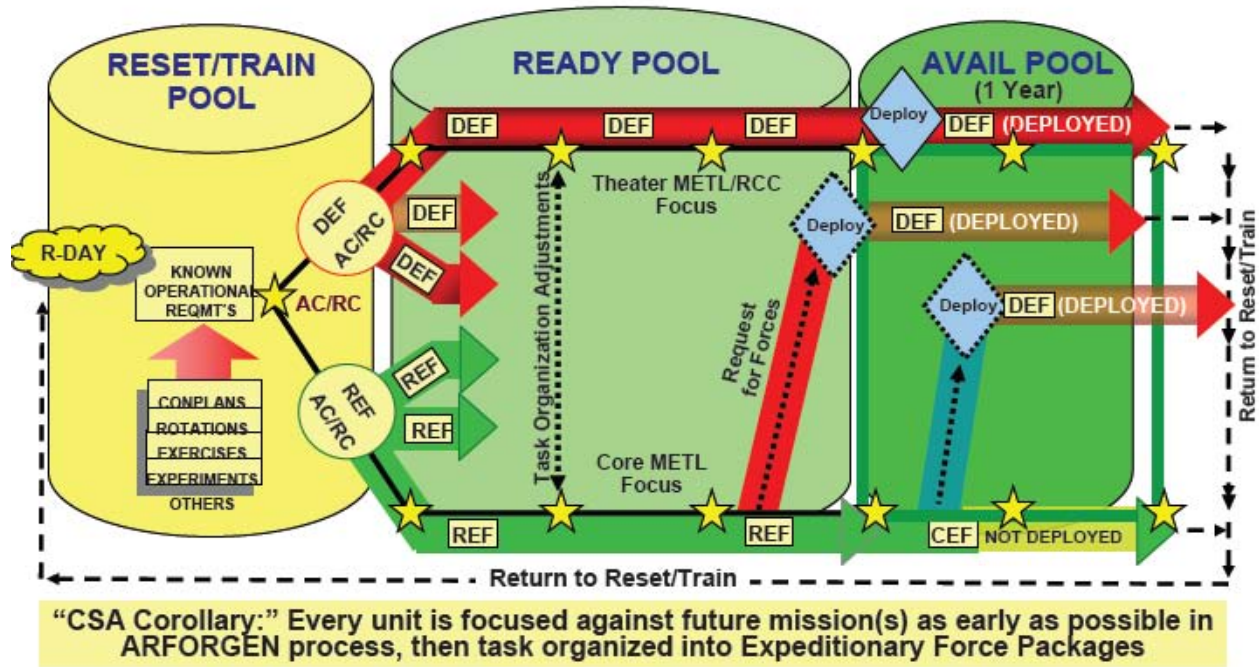 RESET/TRAIN
POOL
READY POOL
AVAIL POOL
(1 Year)
DEF
DEF
DEF
Deploy
DEF
(DEPLOYED)
Theater METL/RCC
Focus
DEF
AC/RC
DEF
DEF
Deploy
DEF
(DEPLOYED)
R-DAY
KNOWN
OPERATIONAL
REQMT'S
AC/RC
Task Organization Adjustments
Request
for Forces
Deploy
DEF
(DEPLOYED)
Return to Reset/Train
CONPLANS
ROTATIONS
EXERCISES
EXPERIMENTS
OTHERS
REF
AC/RC
REF
REF
Core METL
Focus
REF
REF
CEF
NOT DEPLOYED
Return to Reset/Train
“CSA Corollary:” Every unit is focused against future mission(s) as early as possible in
ARFORGEN process, then task organized into Expeditionary Force Packages